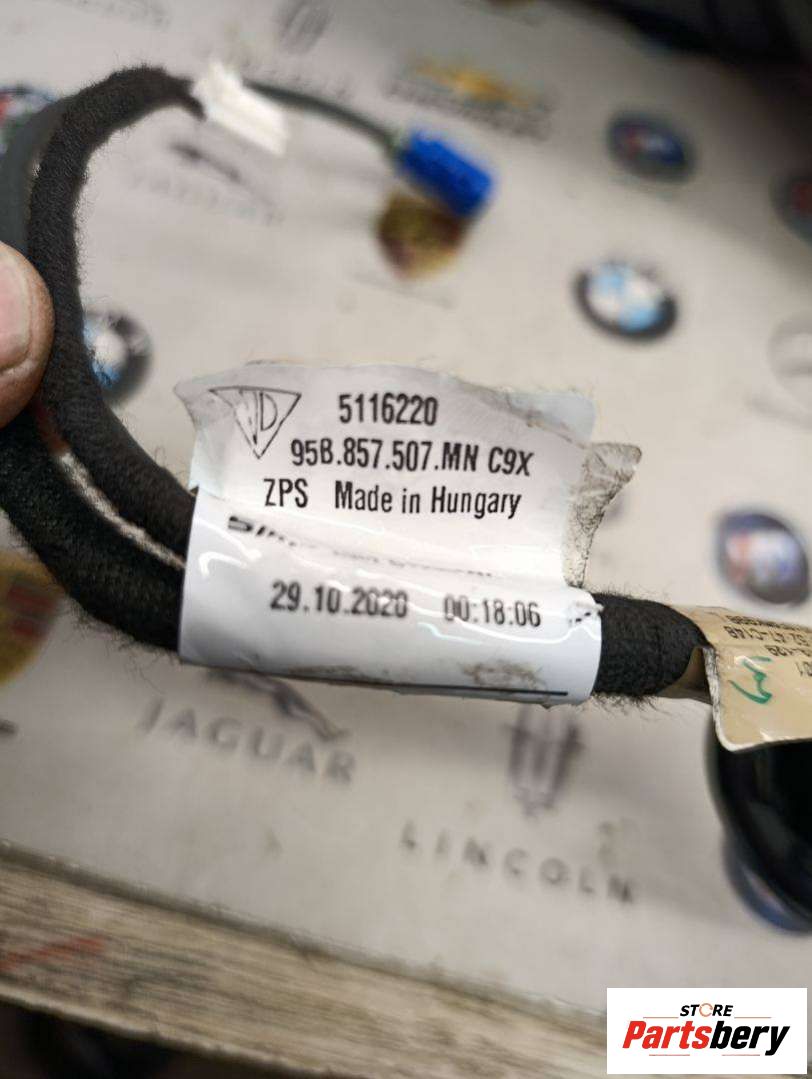 5116220
95B.857.507.MN C9X
ZPS Made in Hungary
29.10.2020 00:18:06
JAGUAR
LINCOLN
STORE
Partsbery